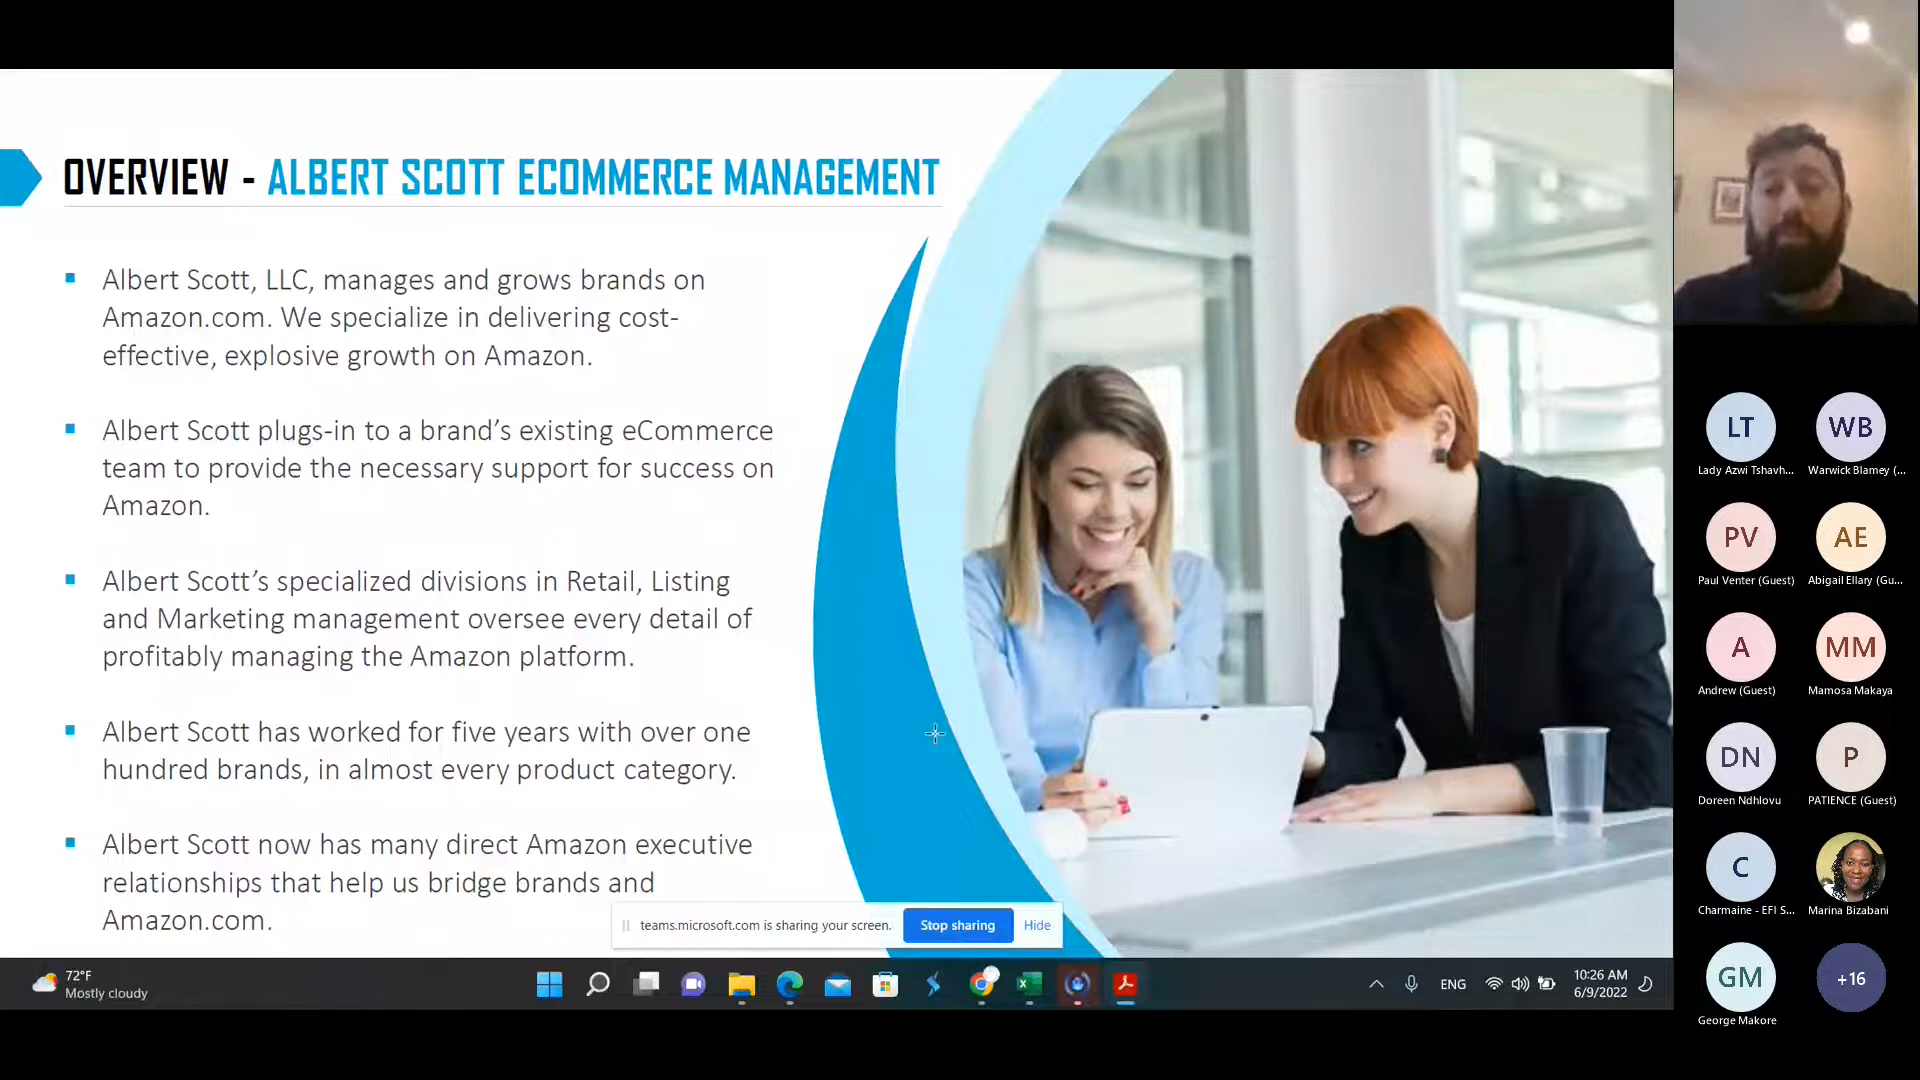 OVERVIEW - ALBERT SCOTT ECOMMERCE MANAGEMENT
Albert Scott, LLC, manages and grows brands on
Amazon.com. We specialize in delivering cost-
effective, explosive growth on Amazon.
Albert Scott plugs-in to a brand’s existing eCommerce
team to provide the necessary support for success on
Amazon.
Albert Scott’s specialized divisions in Retail, Listing
and Marketing management oversee every detail of
profitably managing the Amazon platform.
Albert Scott has worked for five years with over one
hundred brands, in almost every product category.
Albert Scott now has many direct Amazon executive
relationships that help us bridge brands and
Amazon.com.
teams.microsoft.com is sharing your screen.
Stop sharing
Hide
72°F
Mostly cloudy
ENG
10:26 AM
6/9/2022
LT
Lady Azwi Tshavh...
WB
Warwick Blamey (...
PV
Paul Venter (Guest)
AE
Abigail Ellary (Gu...
A
Andrew (Guest)
MM
Mamosa Makaya
DN
Doreen Ndhlovu
P
PATIENCE (Guest)
C
Charmaine - EFI S...
Marina Bizabani
GM
George Makore
+16